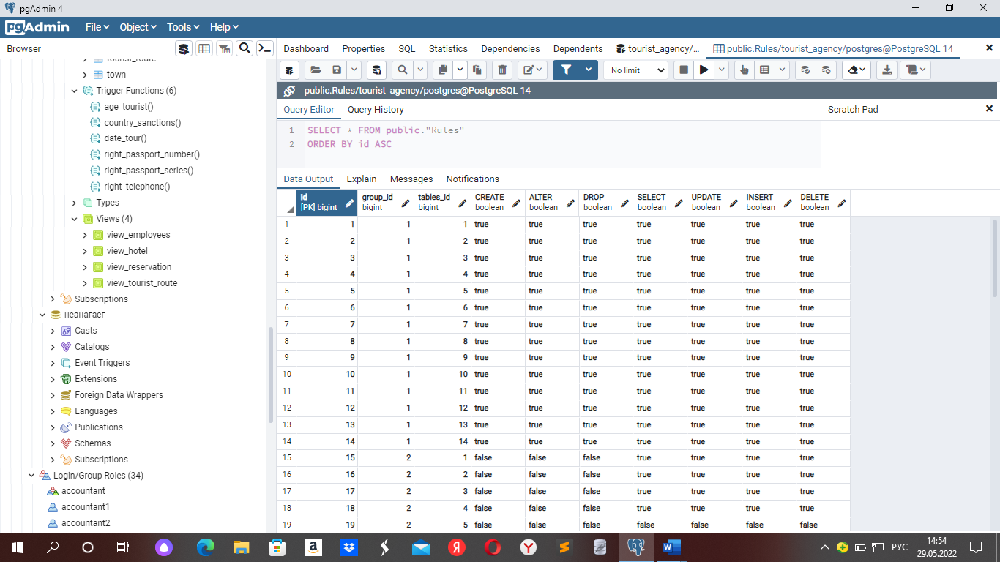 pgAdmin 4
pgAdmin File Object Tools Help
Browser
tourist_route
town
Trigger Functions (6)
age_tourist()
country_sanctions()
date_tour()
right_passport_number()
right_passport_series()
right_telephone()
Types
Views (4)
view_employees
view_hotel
view_reservation
view_tourist_route
Subscriptions
неанагаег
Casts
Catalogs
Event Triggers
Extensions
Foreign Data Wrappers
Languages
Publications
Schemas
Subscriptions
Login/Group Roles (34)
accountant
accountant1
accountant2
Dashboard Properties SQL Statistics Dependencies Dependents tourist_agency/... public.Rules/tourist_agency/postgres@PostgreSQL 14
No limit
public.Rules/tourist_agency/postgres@PostgreSQL 14
Query Editor Query History
Scratch Pad
1 SELECT * FROM public."Rules"
2 ORDER BY id ASC
Data Output Explain Messages Notifications
id group_id tables_id CREATE ALTER DROP SELECT UPDATE INSERT DELETE
[PK] bigint bigint bigint boolean boolean boolean boolean boolean boolean boolean
1 1 1 1 true true true true true true true
2 2 1 2 true true true true true true true
3 3 1 3 true true true true true true true
4 4 1 4 true true true true true true true
5 5 1 5 true true true true true true true
6 6 1 6 true true true true true true true
7 7 1 7 true true true true true true true
8 8 1 8 true true true true true true true
9 9 1 9 true true true true true true true
10 10 1 10 true true true true true true true
11 11 1 11 true true true true true true true
12 12 1 12 true true true true true true true
13 13 1 13 true true true true true true true
14 14 1 14 true true true true true true true
15 15 2 1 false false false true true true true
16 16 2 2 false false false true true true true
17 17 2 3 false false false true true true true
18 18 2 4 false false false true true true true
19 19 2 5 false false false false false false false
РУС
14:54
29.05.2022